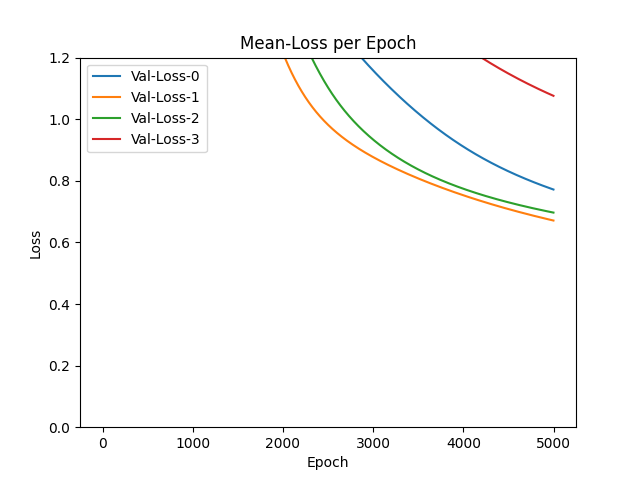 Mean-Loss per Epoch
1.2
1.0
0.8
0.6
0.4
0.2
0.0
Loss
Val-Loss-0
Val-Loss-1
Val-Loss-2
Val-Loss-3
0 1000 2000 3000 4000 5000
Epoch